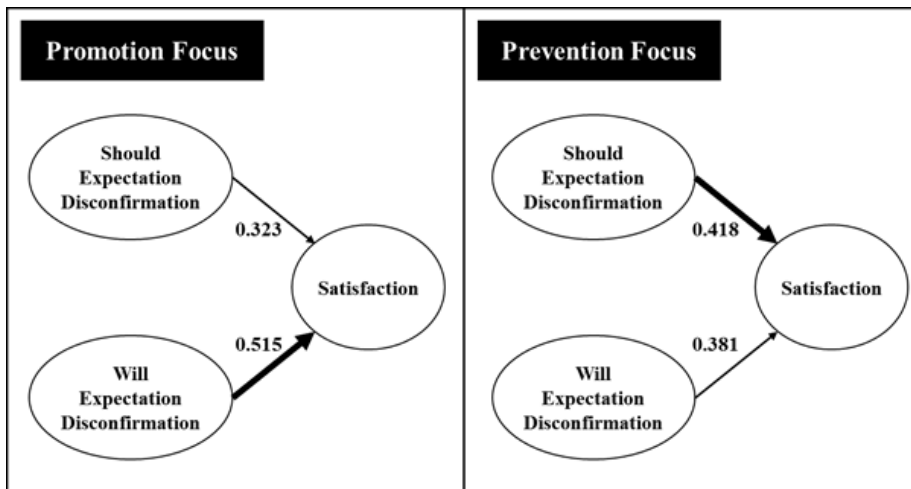 Promotion Focus
Should
Expectation
Disconfirmation
0.323
Satisfaction
0.515
Will
Expectation
Disconfirmation
Prevention Focus
Should
Expectation
Disconfirmation
0.418
Satisfaction
0.381
Will
Expectation
Disconfirmation